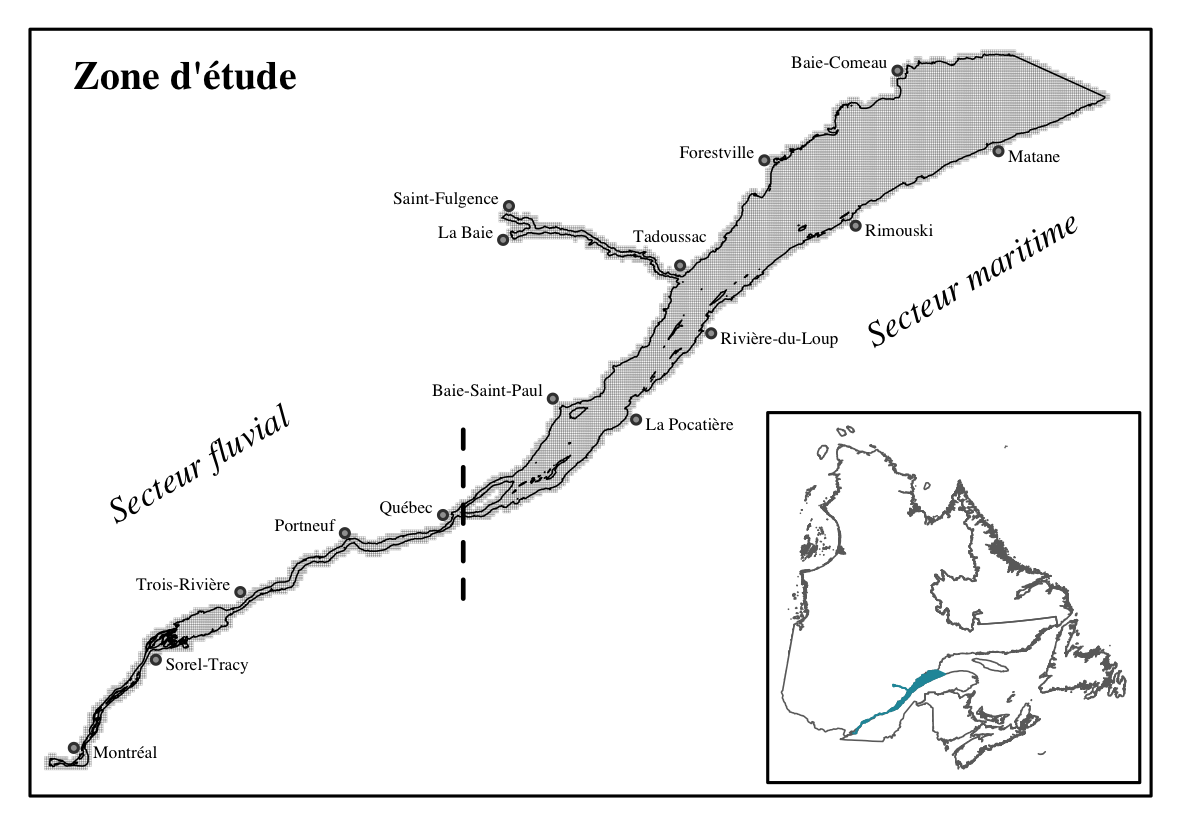 Zone d'étude
Baie-Comeau
Forestville
Matane
Saint-Fulgence
La Baie
Tadoussac
Rimouski
Secteur maritime
Rivière-du-Loup
Baie-Saint-Paul
La Pocatière
Secteur fluvial
Québec
Portneuf
Trois-Rivière
Sorel-Tracy
Montréal